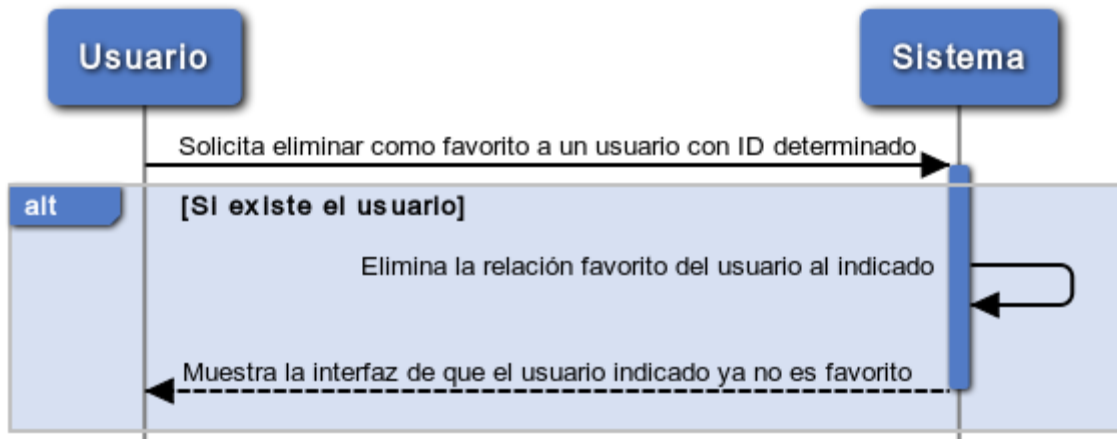 Usuario
Sistema
Solicita eliminar como favorito a un usuario con ID determinado
alt
[Si existe el usuario]
Elimina la relación favorito del usuario al indicado
Muestra la interfaz de que el usuario indicado ya no es favorito